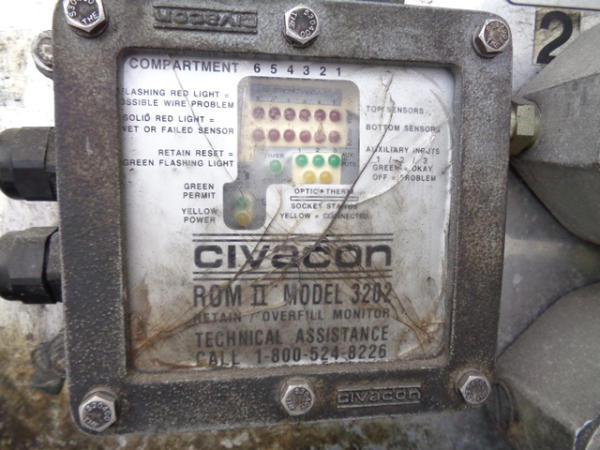 CIVACON
2
COMPARTMENT 6 5 4 3 2 1
FLASHING RED LIGHT =
POSSIBLE WIRE PROBLEM
SOLID RED LIGHT =
WET OR FAILED SENSOR
RETAIN RESET =
GREEN FLASHING LIGHT
GREEN
PERMIT
YELLOW
POWER
TOP SENSORS
BOTTOM SENSORS
AUXILIARY INPUTS
1 / 2 / 3
GREEN = OKAY
OFF = PROBLEM
1 2 3
OPTIC * THERM
SOCKET STATUS
YELLOW = CONNECTED
CIVACON
ROM II MODEL 3202
RETAIN / OVERFILL MONITOR
TECHNICAL ASSISTANCE
CALL 1-800-524-8226
CIVACON